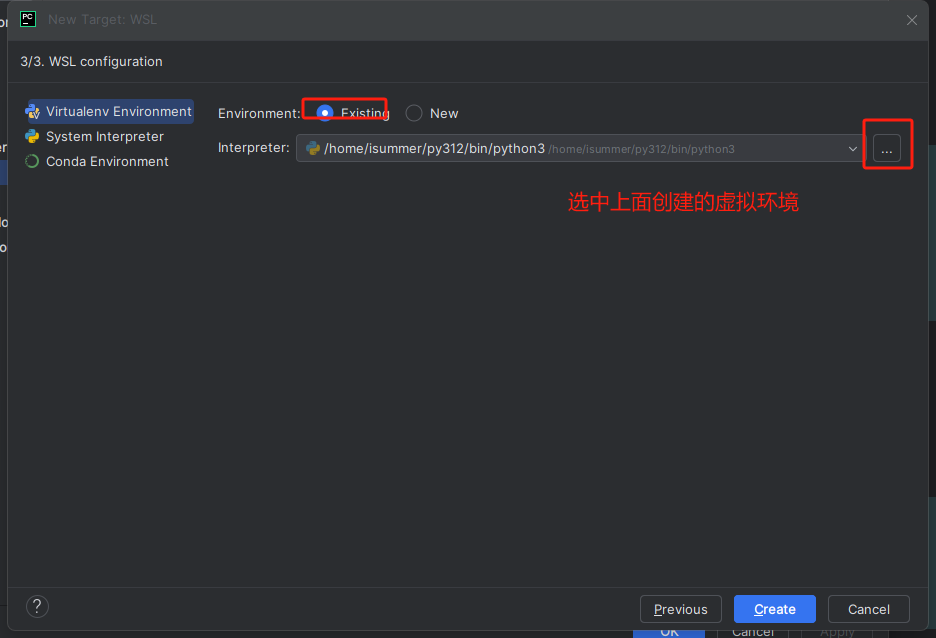 PC
New Target: WSL
3/3. WSL configuration
Virtualenv Environment
System Interpreter
Conda Environment
Environment: Existing New
Interpreter: /home/isummer/py312/bin/python3 /home/isummer/py312/bin/python3 ...
选中上面创建的虚拟环境
? Previous Create Cancel
OK Cancel Apply